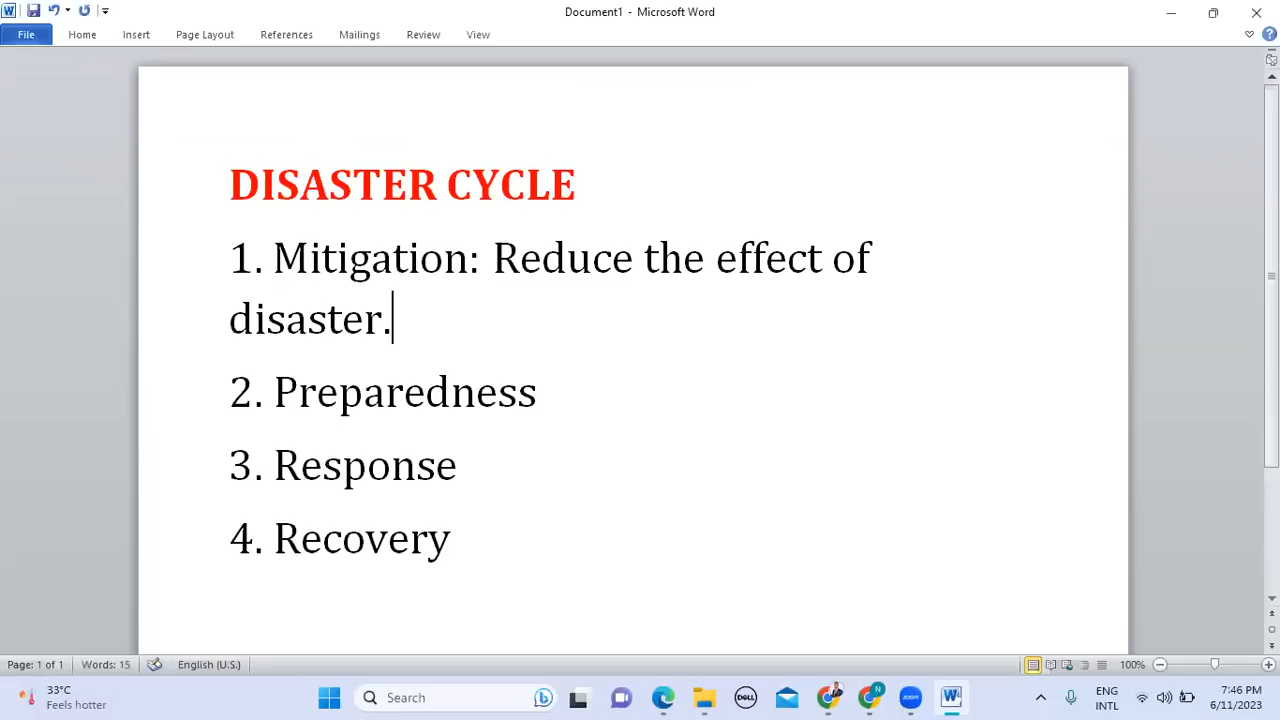 Document1 - Microsoft Word
File Home Insert Page Layout References Mailings Review View
DISASTER CYCLE
1. Mitigation: Reduce the effect of
disaster.
2. Preparedness
3. Response
4. Recovery
Page: 1 of 1 Words: 15 English (U.S.) 100%
33°C
Feels hotter
Search
DELL
zoom
ENG
INTL
7:46 PM
6/11/2023